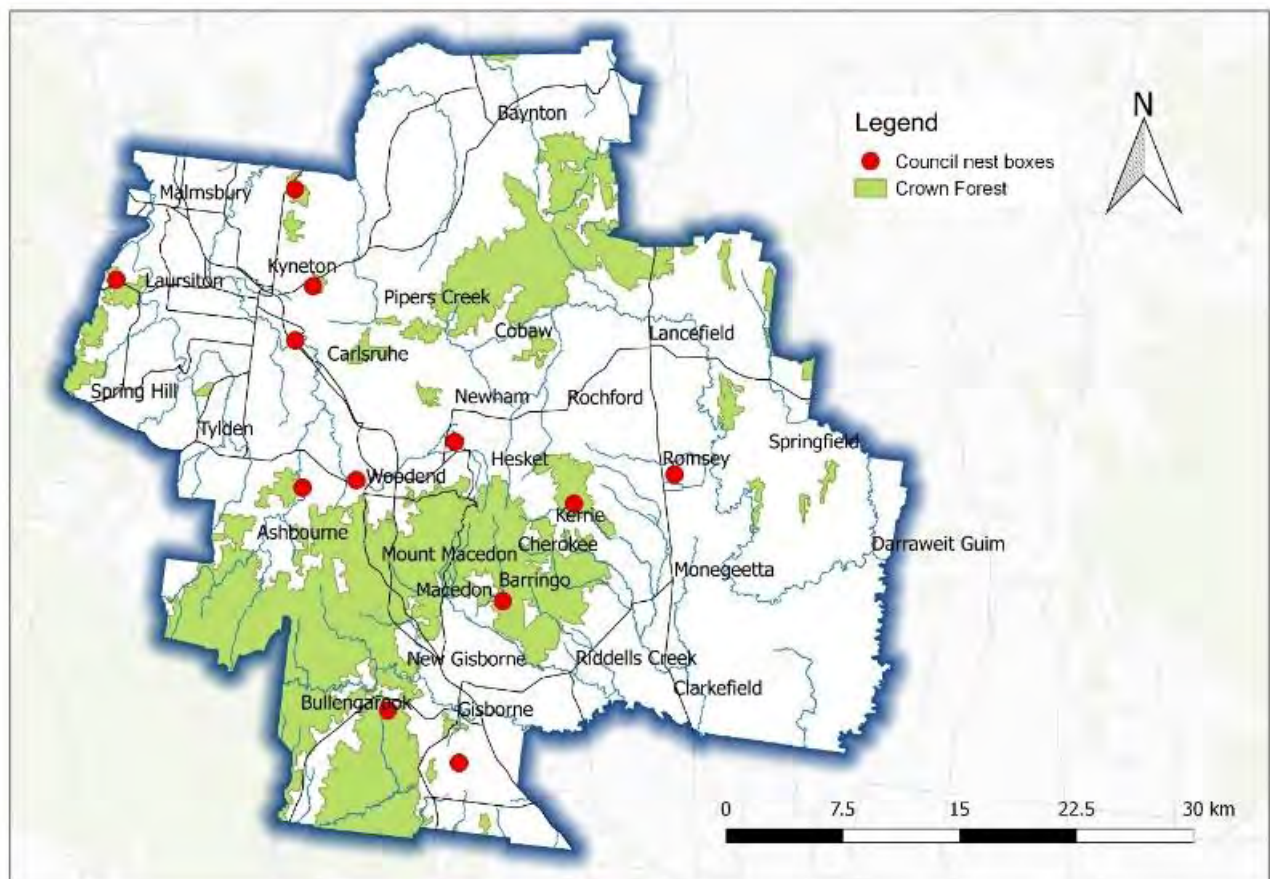 Baynton
N
Legend
Council nest boxes
Crown Forest
Malmsbury
Kyneton
Laursiton
Pipers Creek
Cobaw
Lancefield
Carlsruhe
Spring Hill
Newham
Rochford
Tylden
Springfield
Hesket
Romsey
Woodend
Kerrie
Ashbourne
Cherokee
Darraweit Guim
Mount Macedon
Monegeetta
Barringo
Macedon
New Gisborne
Riddells Creek
Clarkefield
Bullengarook
Gisborne
0 7.5 15 22.5 30 km